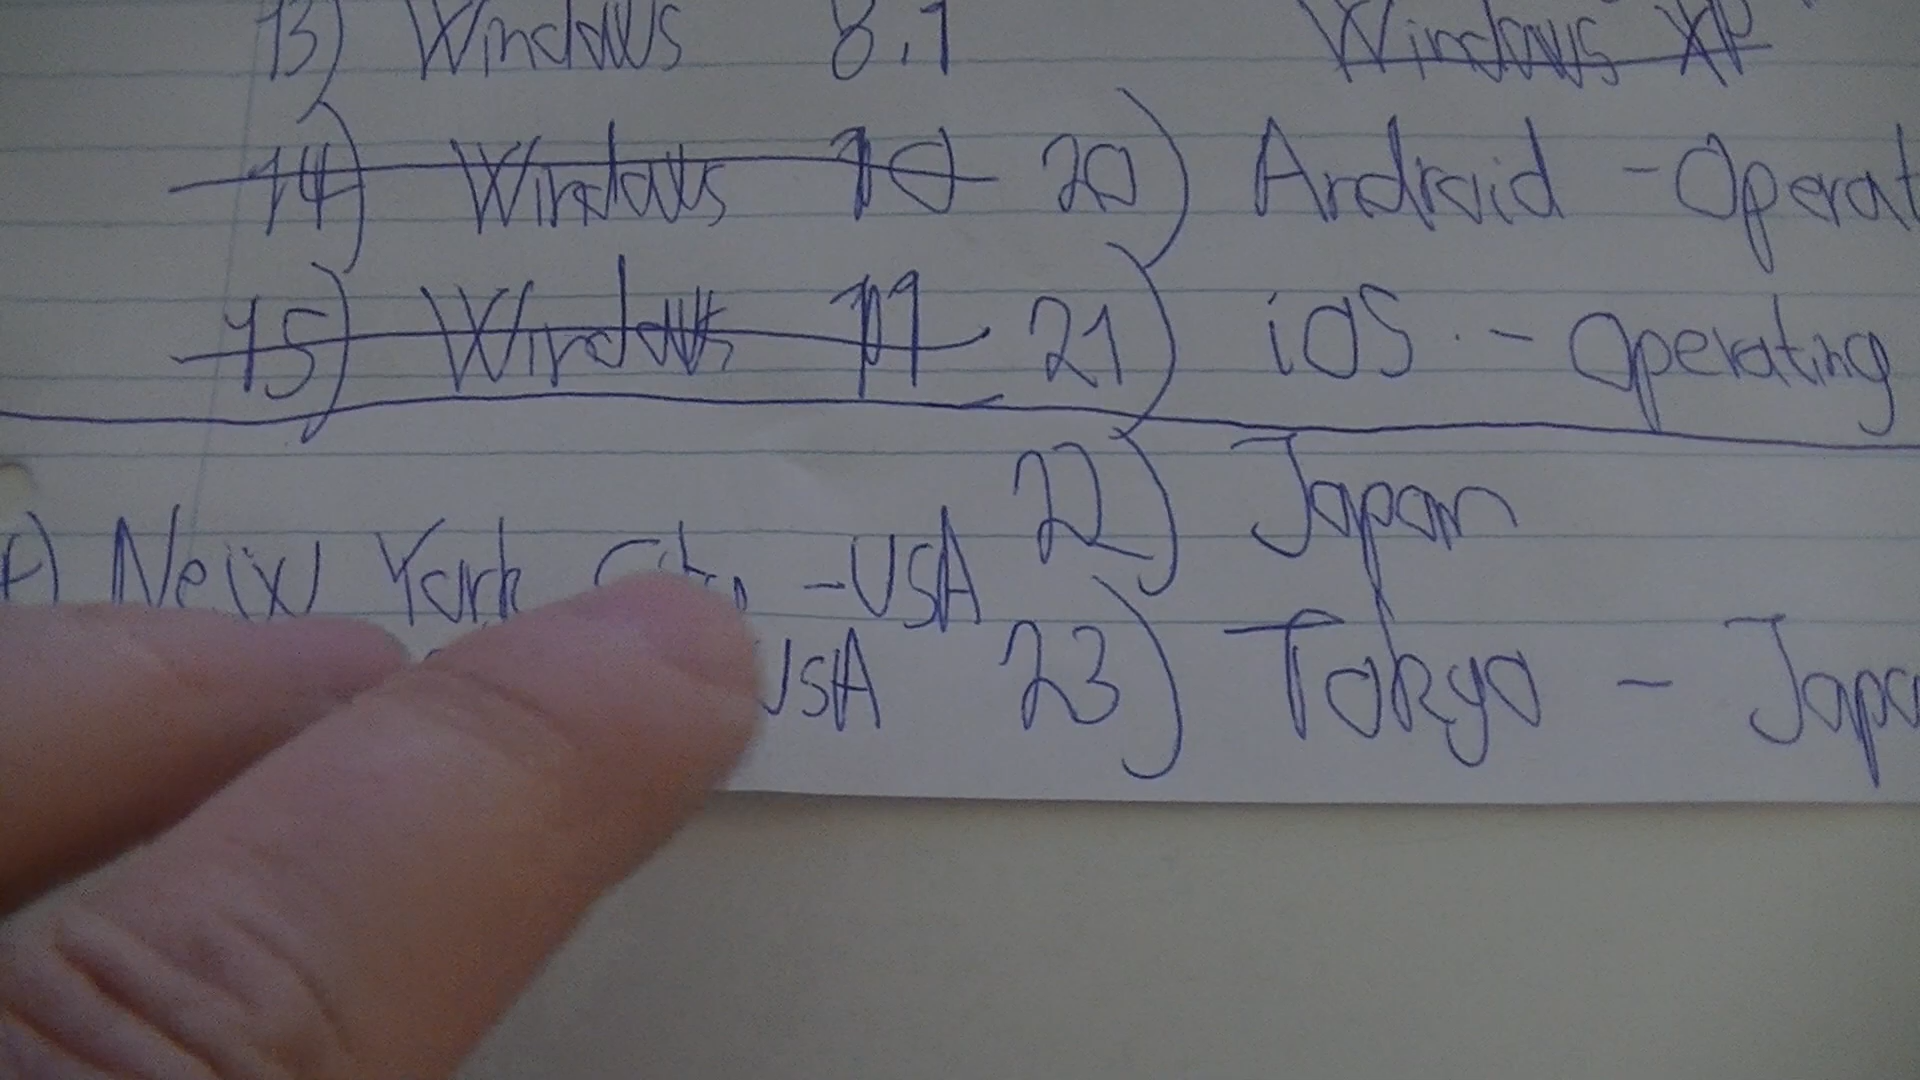 13) Windows 8.1
14) Windows 10
15) Windows 11
New York City -USA
USA
Windows XP
20) Android - Operat
21) iOS - Operating
22) Japan
23) Tokyo - Japa